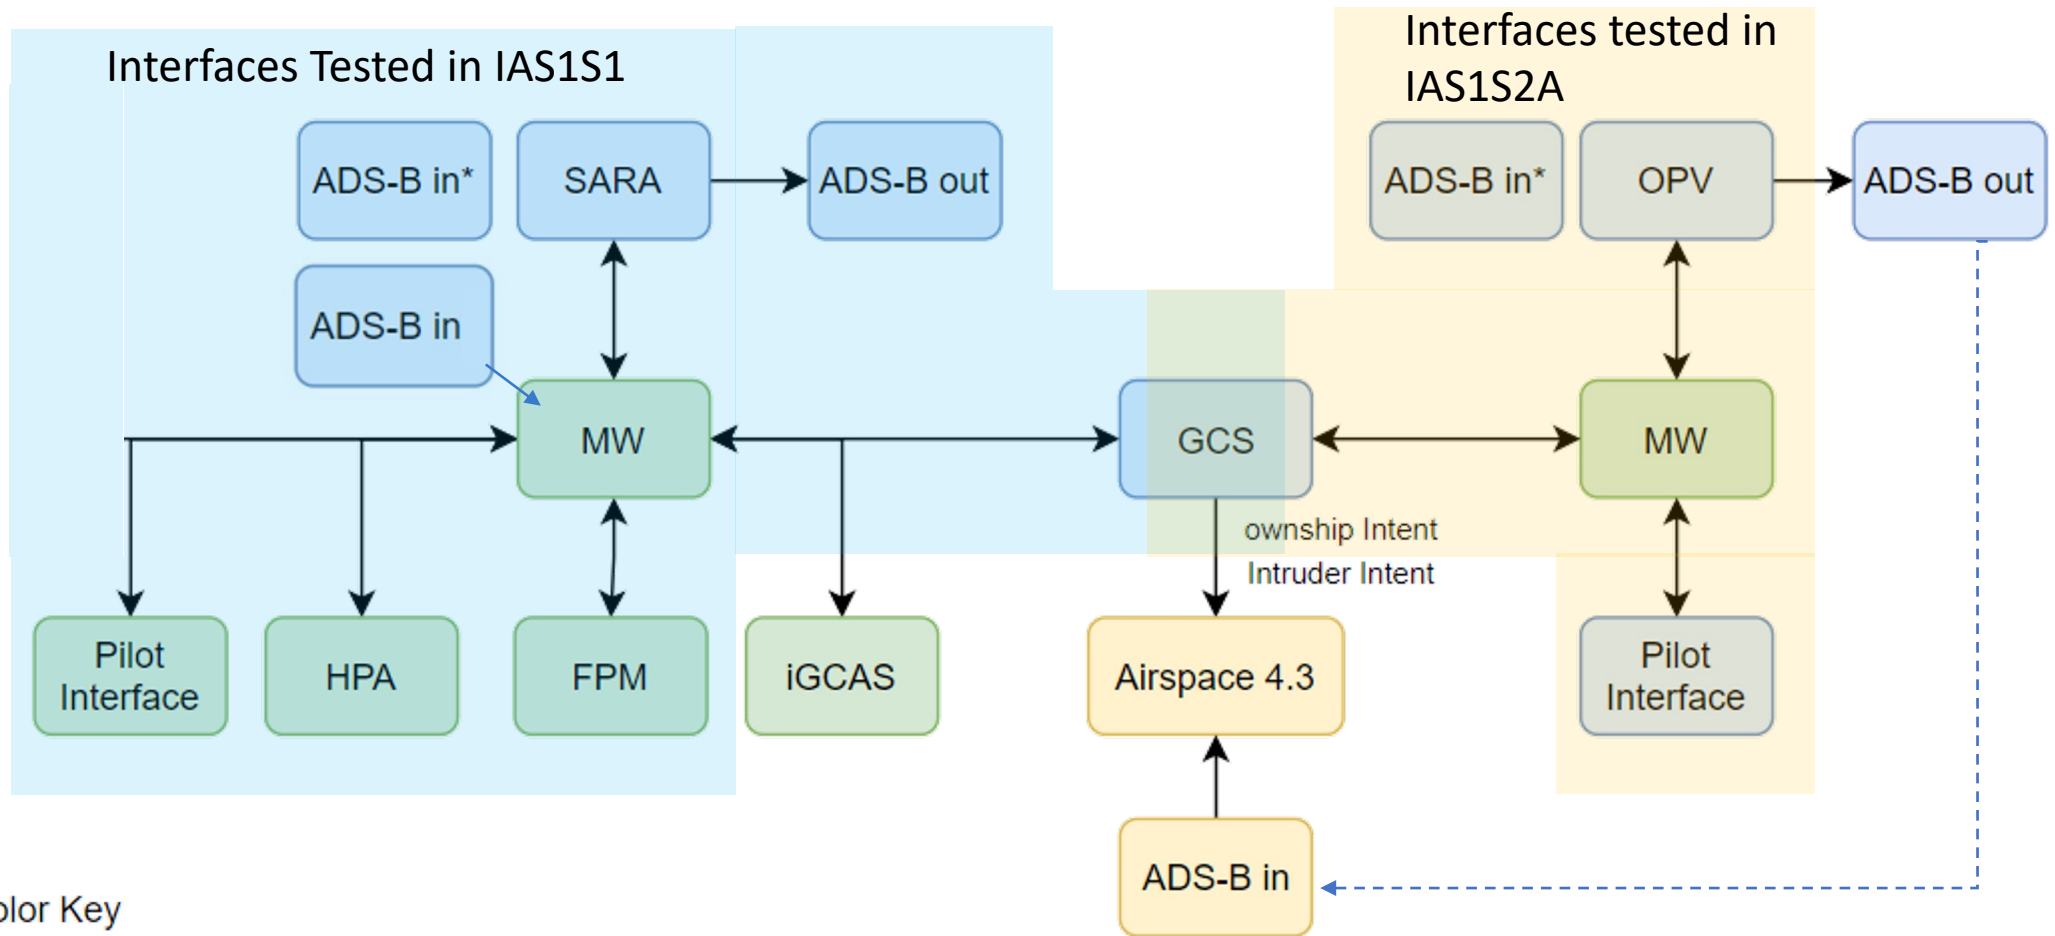 Interfaces Tested in IAS1S1
Interfaces tested in
IAS1S2A
ADS-B in*
SARA
ADS-B out
ADS-B in*
OPV
ADS-B out
ADS-B in
MW
GCS
MW
ownship Intent
Intruder Intent
Pilot
Interface
HPA
FPM
iGCAS
Airspace 4.3
Pilot
Interface
ADS-B in
olor Key